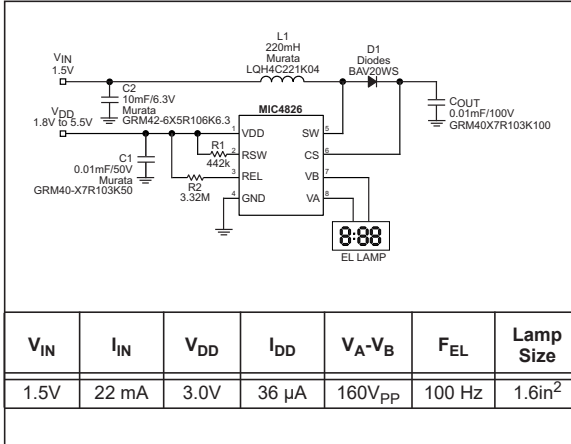 L1
220mH
Murata
LQH4C221K04
D1
Diodes
BAV20WS
VIN
1.5V
C2
10mF/6.3V
Murata
GRM42-6X5R106K6.3
COUT
0.01mF/100V
GRM40X7R103K100
VDD
1.8V to 5.5V
MIC4826
1 VDD SW 5
R1
442k
2 RSW CS 6
C1
0.01mF/50V
Murata
GRM40-X7R103K50
3 REL VB 7
R2
3.32M
4 GND VA 8
8:88
EL LAMP
VIN IIN VDD IDD VA-VB FEL Lamp Size
1.5V 22 mA 3.0V 36 µA 160VPP 100 Hz 1.6in2